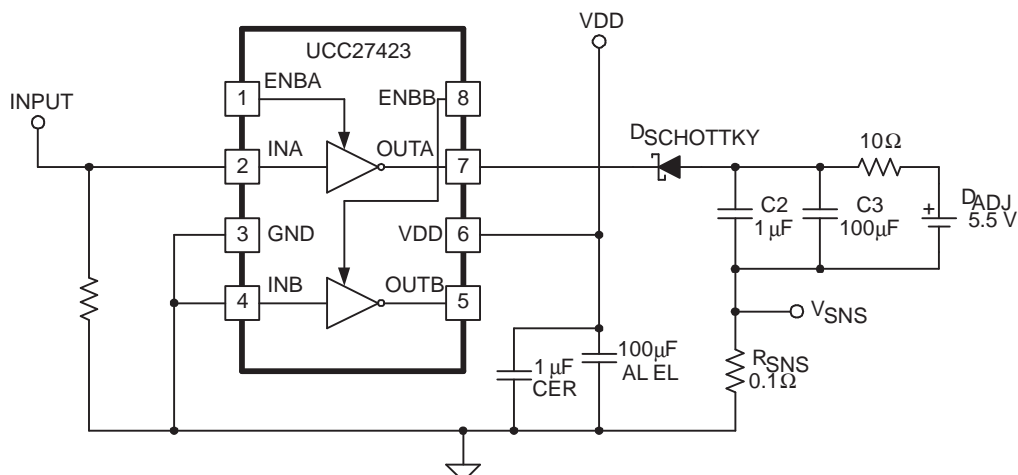 VDD
UCC27423
ENBA
ENBB
1
8
INPUT
DSCHOTTKY
10Ω
INA
OUTA
2
7
DADJ
5.5 V
C2
1 µF
C3
100µF
+
3
GND
VDD
6
4
INB
OUTB
5
VSNS
1 µF
CER
100µF
AL EL
RSNS
0.1Ω